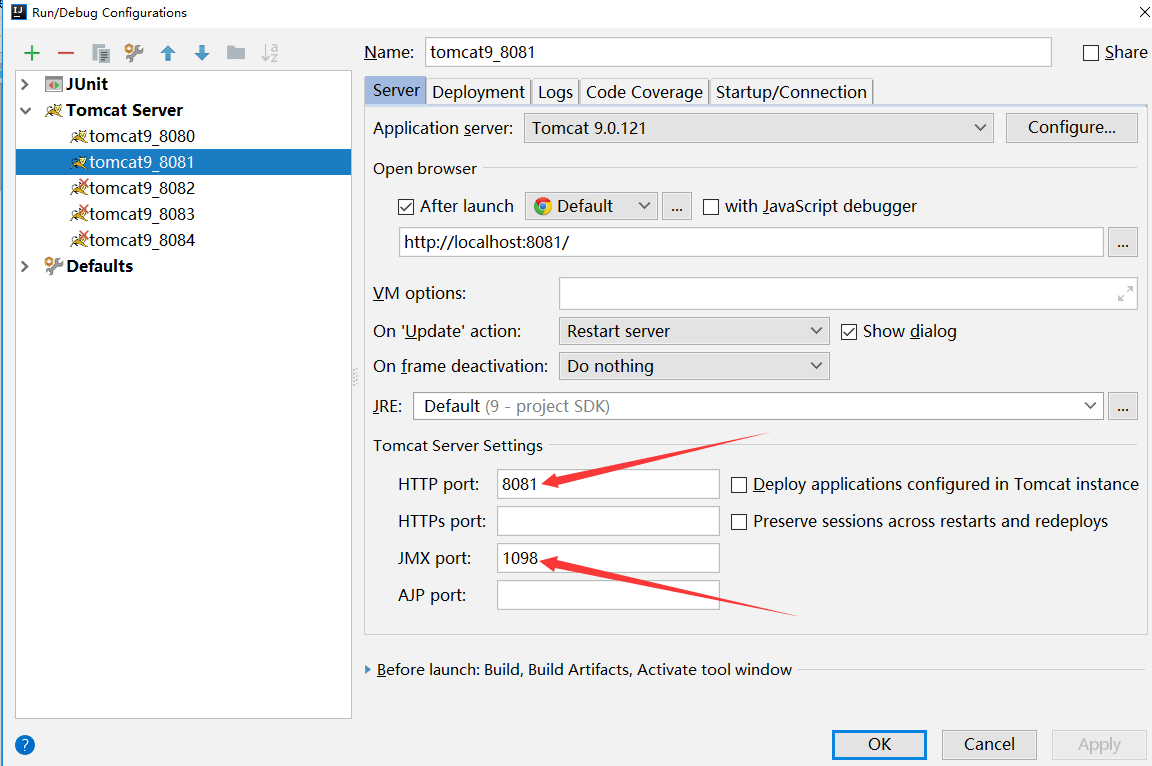 Run/Debug Configurations
Name: tomcat9_8081 Share
JUnit
Tomcat Server
tomcat9_8080
tomcat9_8081
tomcat9_8082
tomcat9_8083
tomcat9_8084
Defaults
Server Deployment Logs Code Coverage Startup/Connection
Application server: Tomcat 9.0.121 Configure...
Open browser
After launch Default ... with JavaScript debugger
http://localhost:8081/ ...
VM options:
On 'Update' action: Restart server Show dialog
On frame deactivation: Do nothing
JRE: Default (9 - project SDK) ...
Tomcat Server Settings
HTTP port: 8081 Deploy applications configured in Tomcat instance
HTTPs port: Preserve sessions across restarts and redeploys
JMX port: 1098
AJP port:
Before launch: Build, Build Artifacts, Activate tool window
? OK Cancel Apply